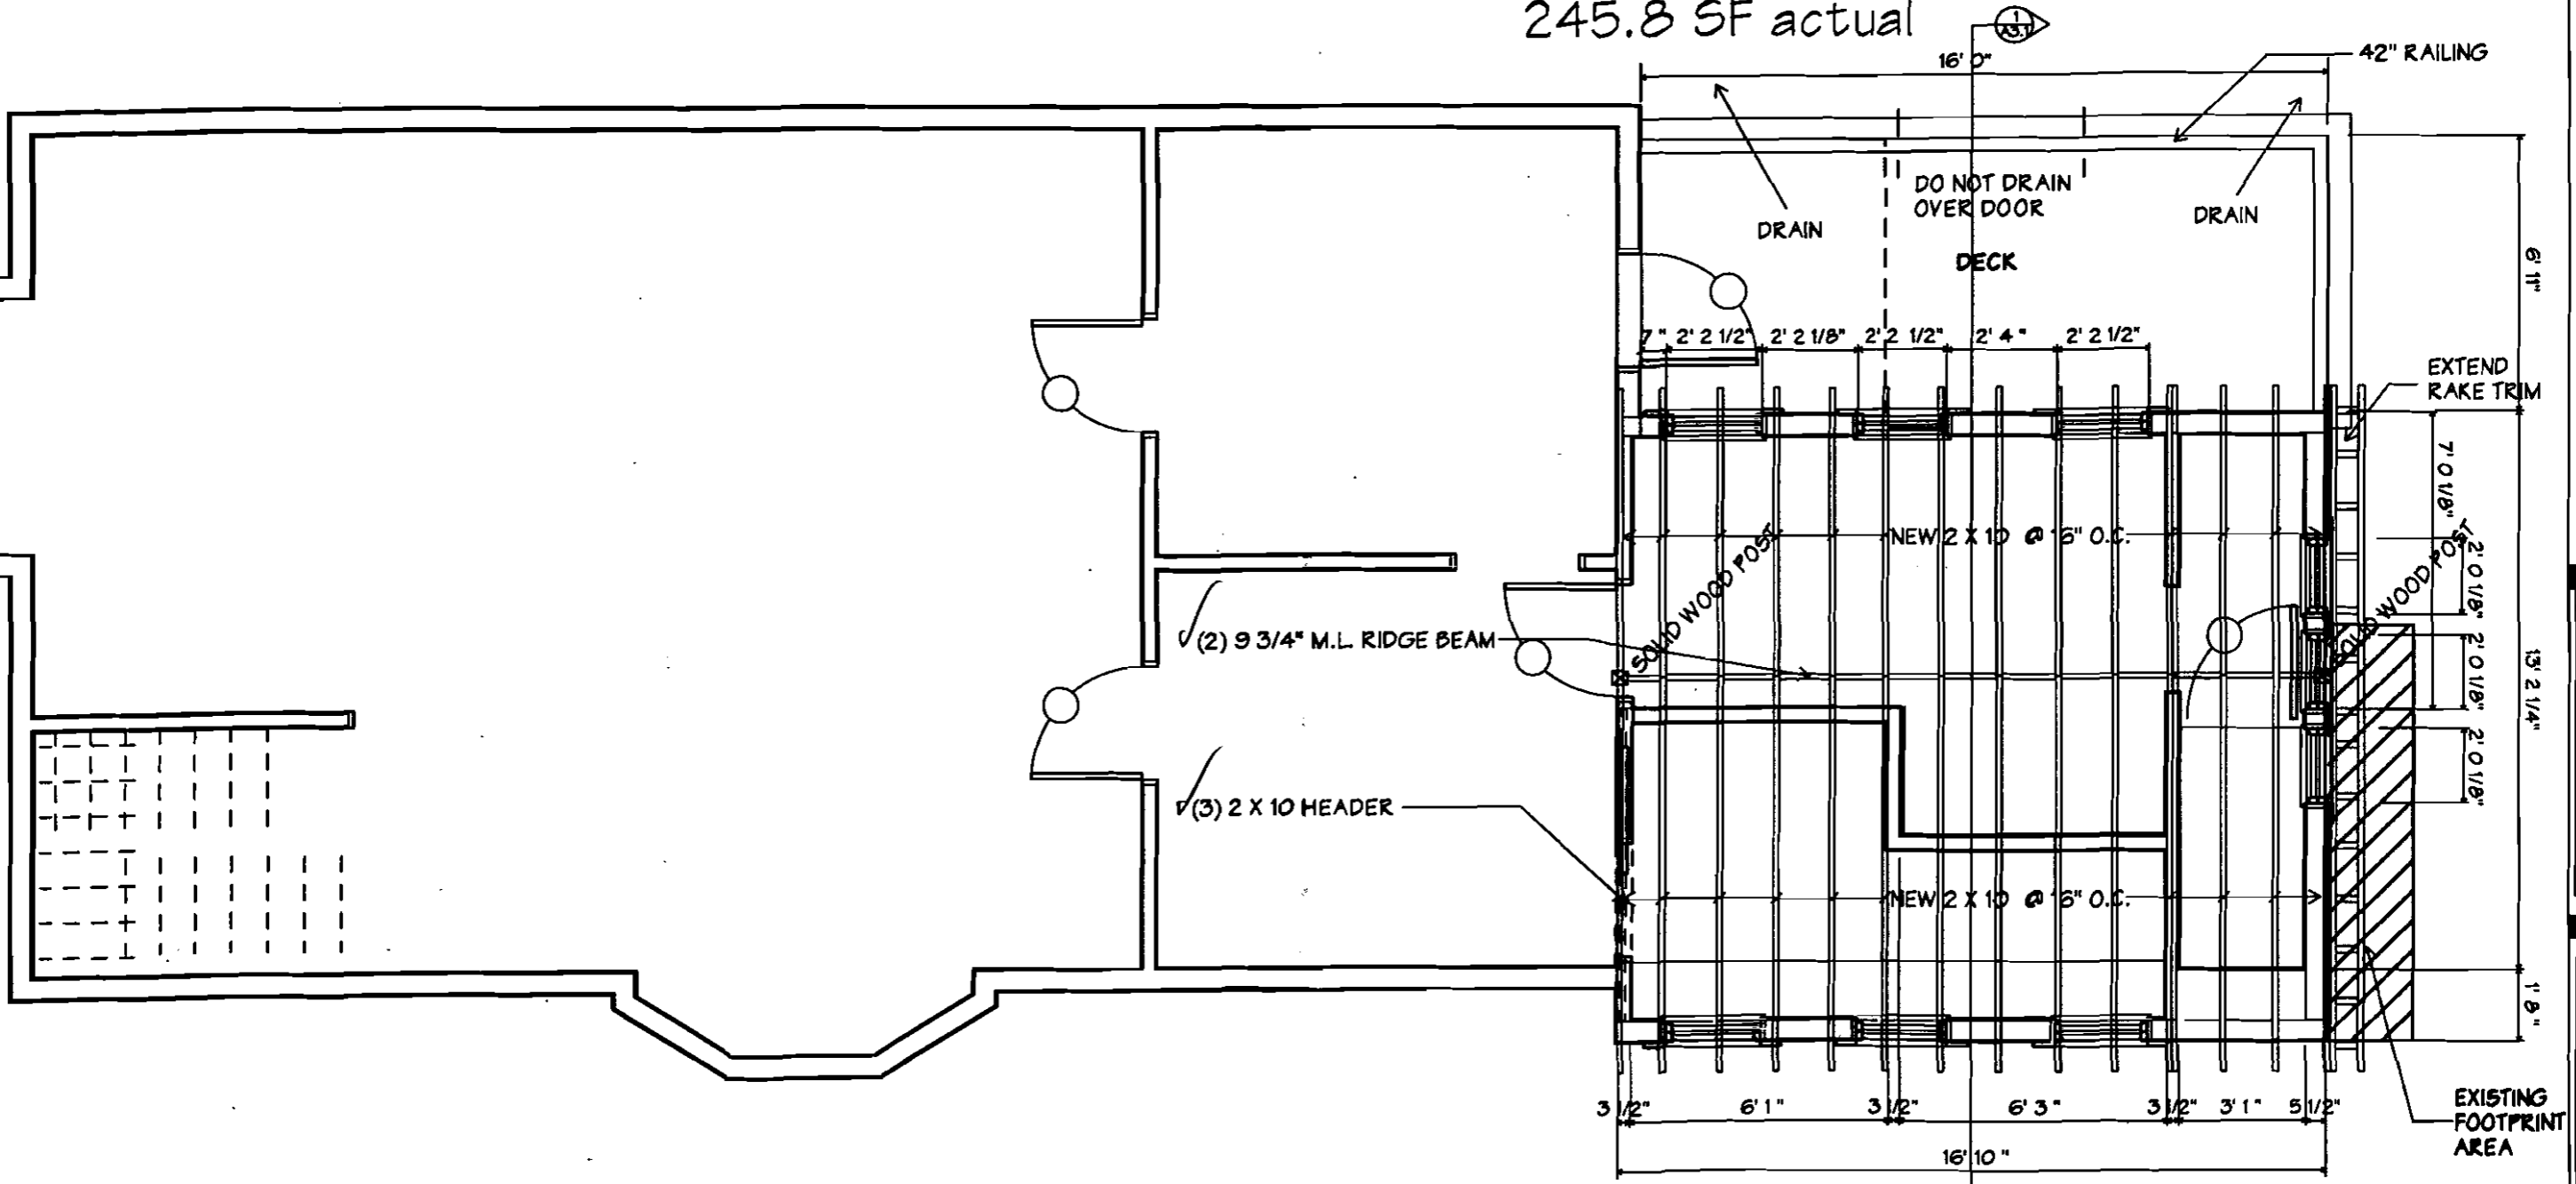 245.8 SF actual
1
A3.1
16' 0"
42" RAILING
DO NOT DRAIN
OVER DOOR
DRAIN
DRAIN
DECK
6' 11"
7"
2' 2 1/2"
2' 2 1/8"
2' 2 1/2"
2' 4"
2' 2 1/2"
EXTEND
RAKE TRIM
7' 0 1/8"
NEW 2 X 10 @ 16" O.C.
SOLID WOOD POST
SOLID WOOD POST
2' 0 1/8"
(2) 9 3/4" M.L. RIDGE BEAM
2' 0 1/8"
13' 2 1/4"
2' 0 1/8"
(3) 2 X 10 HEADER
NEW 2 X 10 @ 16" O.C.
1' 8"
3 1/2"
6' 1"
3 1/2"
6' 3"
3 1/2"
3' 1"
5 1/2"
EXISTING
FOOTPRINT
AREA
16' 10"